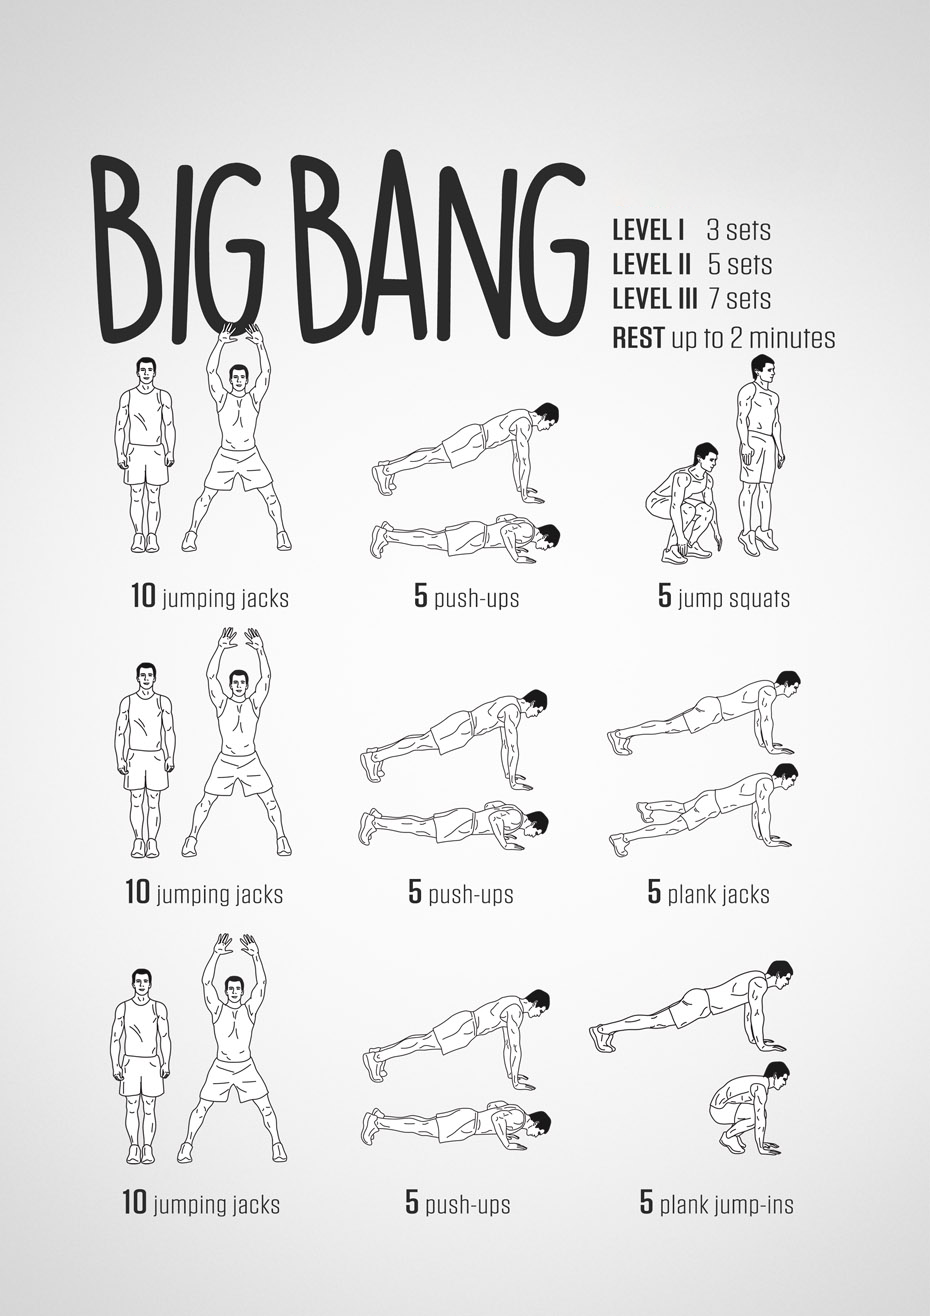 BIG BANG
LEVEL I 3 sets
LEVEL II 5 sets
LEVEL III 7 sets
REST up to 2 minutes
10 jumping jacks
5 push-ups
5 jump squats
10 jumping jacks
5 push-ups
5 plank jacks
10 jumping jacks
5 push-ups
5 plank jump-ins